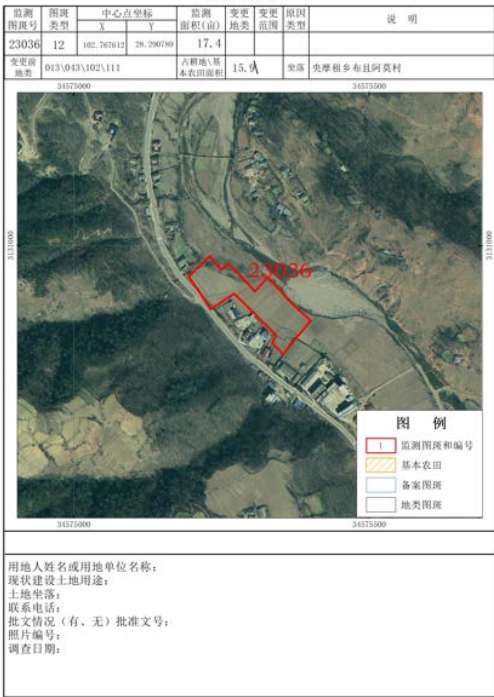 监测图斑号 图斑类型 中心点坐标 X Y 监测面积(亩) 变更地类 变更范围 原因类型 说 明
23036 12 102.767612 28.290789 17.4
变更前地类 013\043\102\111 占耕地\基本农田面积 15.9\ 坐落 央摩租乡布且阿莫村
34575000 34575500
3131000 3131000
23036
图 例
1 监测图斑和编号
基本农田
备案图斑
地类图斑
34575000 34575500
用地人姓名或用地单位名称：
现状建设土地用途：
土地坐落：
联系电话：
批文情况（有、无）批准文号：
照片编号：
调查日期：